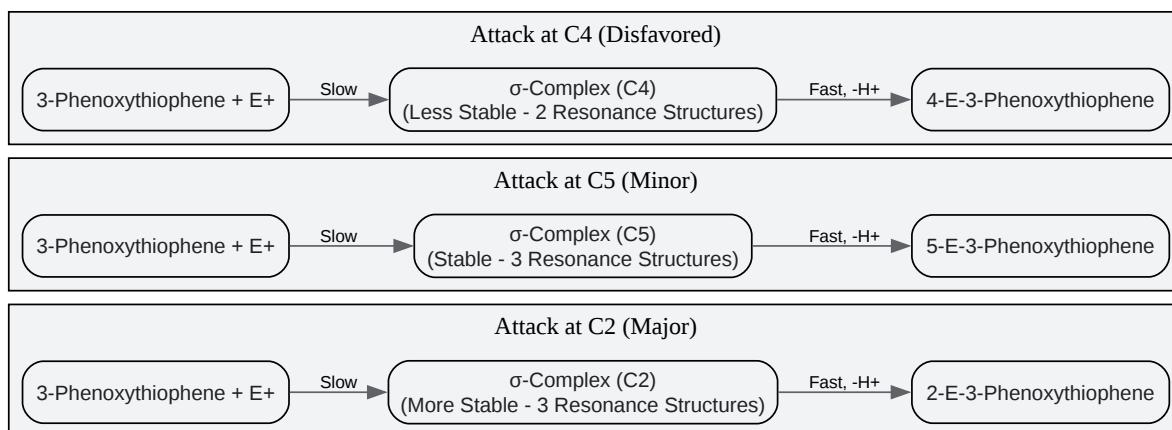 Attack at C4 (Disfavored)
3-Phenoxythiophene + E+
Slow
σ-Complex (C4)
(Less Stable - 2 Resonance Structures)
Fast, -H+
4-E-3-Phenoxythiophene
Attack at C5 (Minor)
3-Phenoxythiophene + E+
Slow
σ-Complex (C5)
(Stable - 3 Resonance Structures)
Fast, -H+
5-E-3-Phenoxythiophene
Attack at C2 (Major)
3-Phenoxythiophene + E+
Slow
σ-Complex (C2)
(More Stable - 3 Resonance Structures)
Fast, -H+
2-E-3-Phenoxythiophene